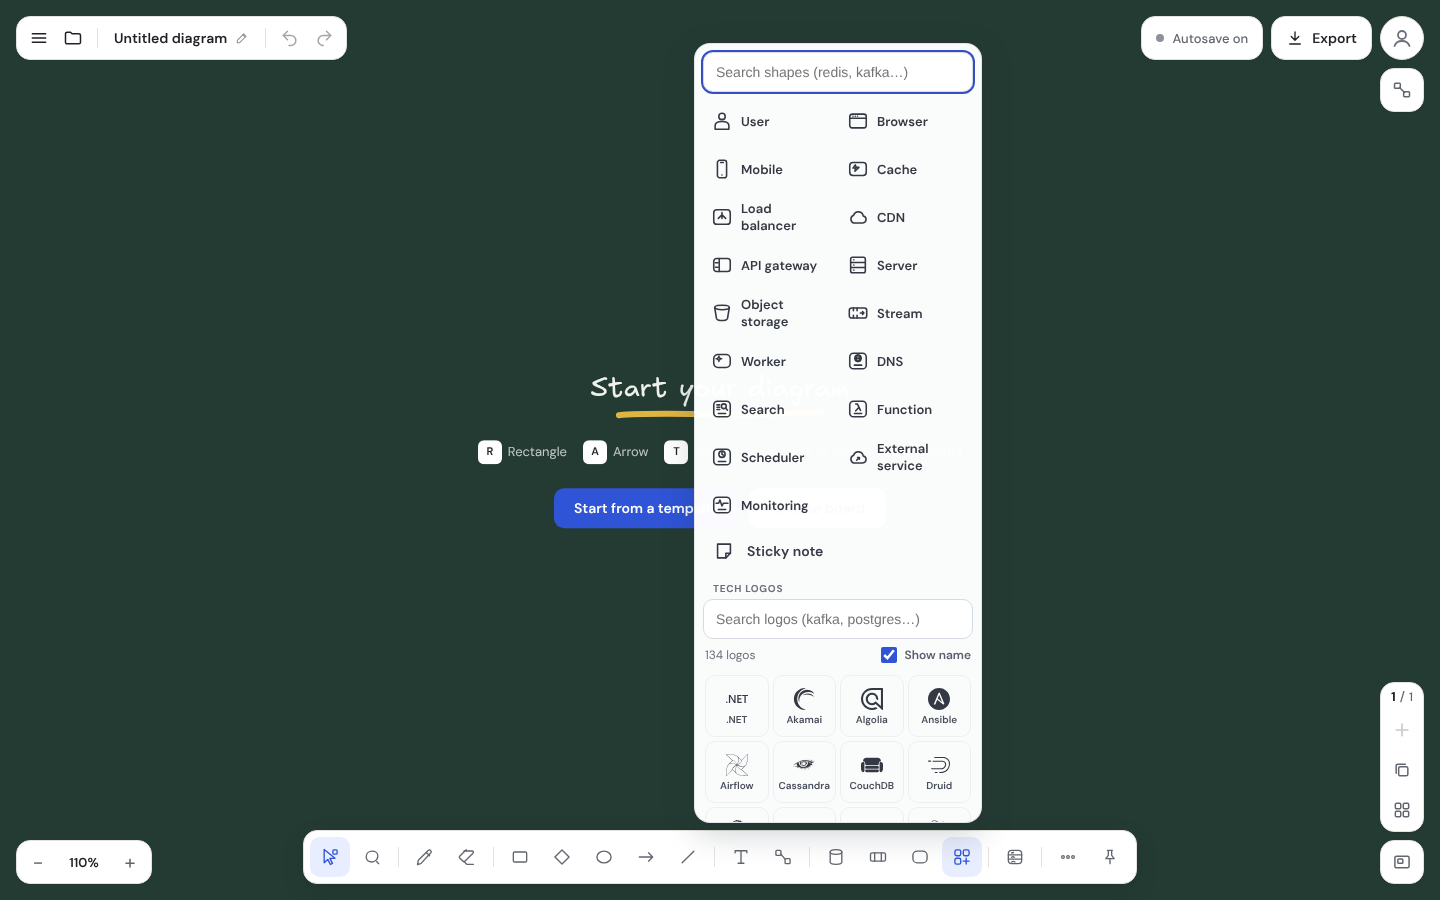 Untitled diagram
Autosave on
Export
Search shapes (redis, kafka...)
User
Browser
Mobile
Cache
Load balancer
CDN
API gateway
Server
Object storage
Stream
Worker
DNS
Start your diagram
Search
Function
R Rectangle
A Arrow
T
Scheduler
External service
Start from a temp
Monitoring
Sticky note
TECH LOGOS
Search logos (kafka, postgres...)
134 logos
Show name
.NET
.NET
Akamai
Algolia
Ansible
Airflow
Cassandra
CouchDB
Druid
1 / 1
110%